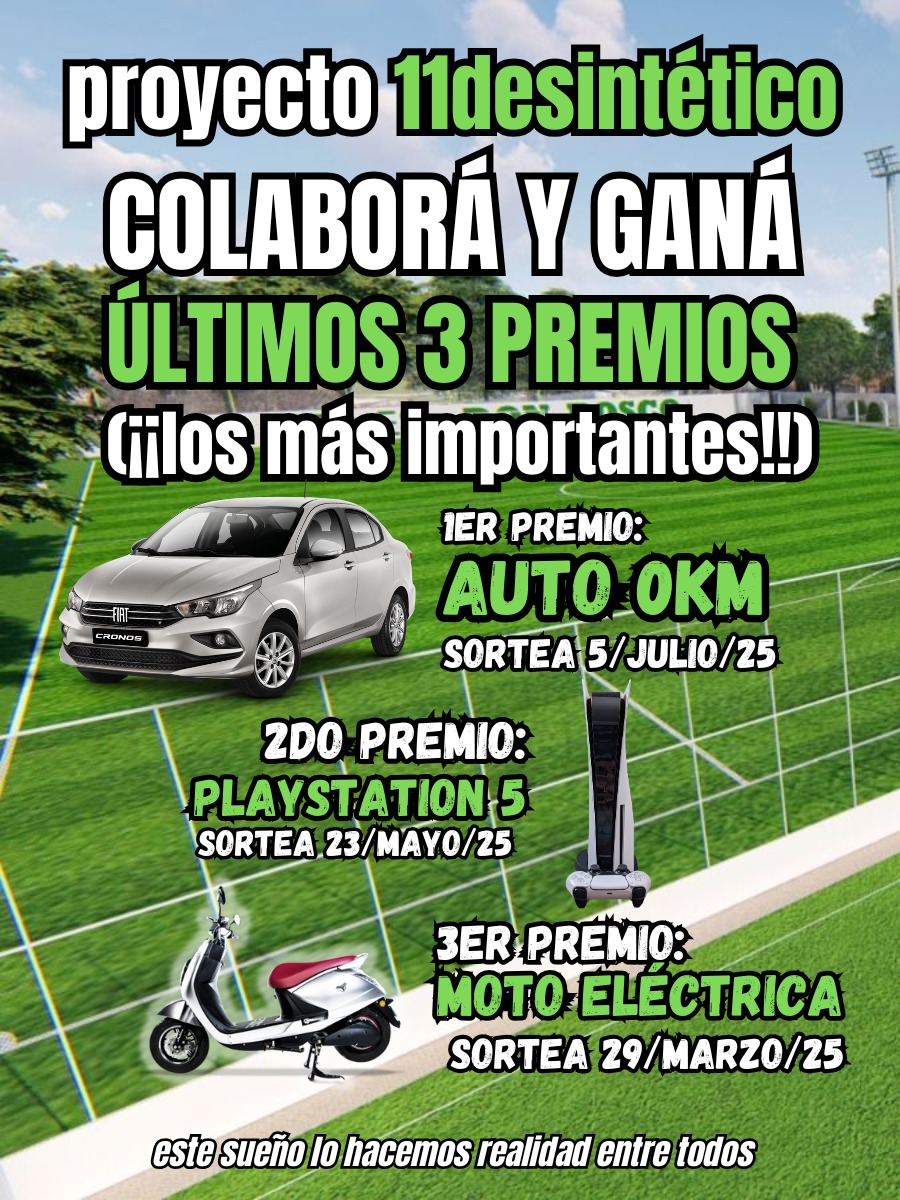 proyecto 11desintético
COLABORÁ Y GANÁ
ÚLTIMOS 3 PREMIOS
(¡¡los más importantes!!)
1ER PREMIO:
AUTO 0KM
SORTEA 5/JULIO/25
FIAT
CRONOS
2DO PREMIO:
PLAYSTATION 5
SORTEA 23/MAYO/25
3ER PREMIO:
MOTO ELÉCTRICA
SORTEA 29/MARZO/25
este sueño lo hacemos realidad entre todos